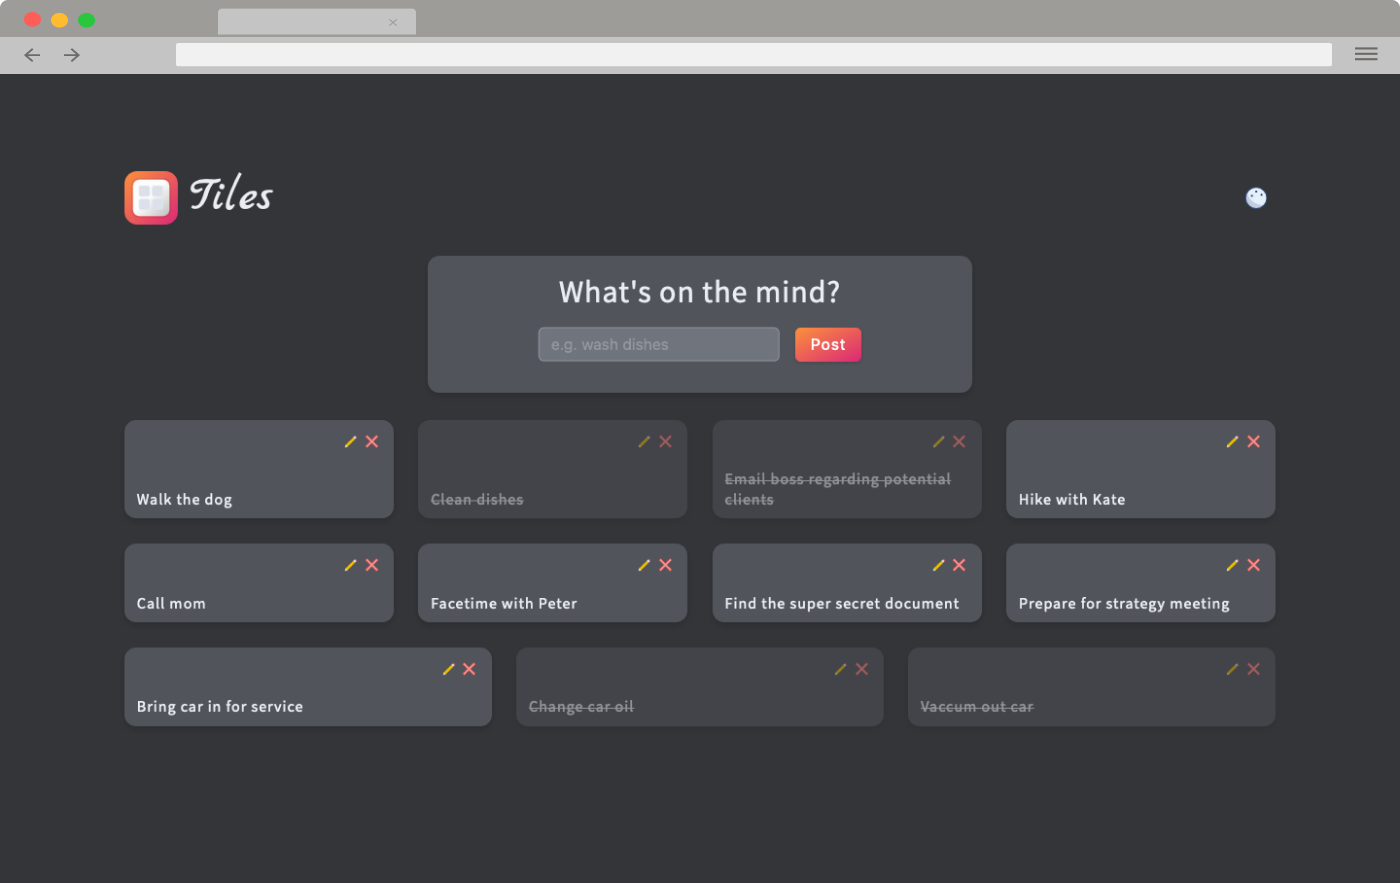 Tiles
What's on the mind?
e.g. wash dishes
Post
Walk the dog
Clean dishes
Email boss regarding potential
clients
Hike with Kate
Call mom
Facetime with Peter
Find the super secret document
Prepare for strategy meeting
Bring car in for service
Change car oil
Vaccum out car